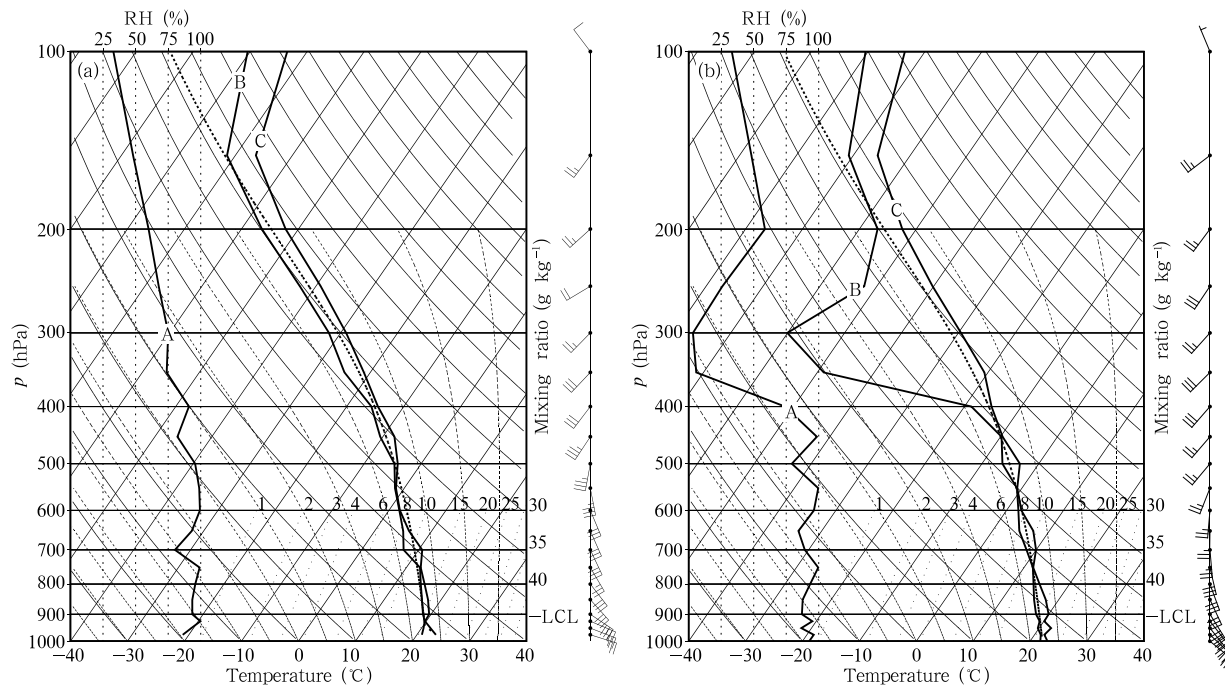 RH (%)
25 50 75 100
(a)
A
B
C
100
200
300
400
500
600
700
800
900
1000
p (hPa)
1 2 3 4 6 8 10 15 20 25 30
35
40
−LCL
Mixing ratio (g kg⁻¹)
−40 −30 −20 −10 0 10 20 30 40
Temperature (℃)
RH (%)
25 50 75 100
(b)
A
B
C
100
200
300
400
500
600
700
800
900
1000
p (hPa)
1 2 3 4 6 8 10 15 20 25 30
35
40
−LCL
Mixing ratio (g kg⁻¹)
−40 −30 −20 −10 0 10 20 30 40
Temperature (℃)